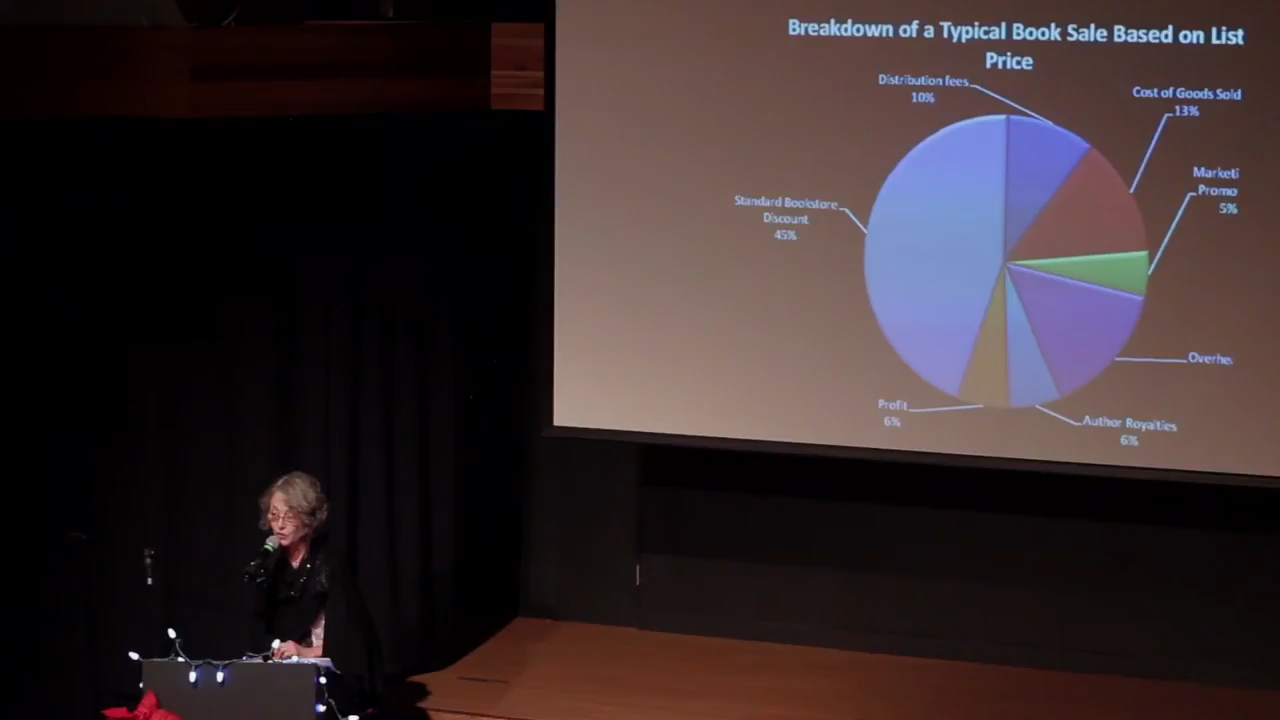 Breakdown of a Typical Book Sale Based on List
Price
Distribution fees
10%
Cost of Goods Sold
13%
Marketi
Promo
5%
Standard Bookstore
Discount
45%
Overhe
Profit
6%
Author Royalties
6%